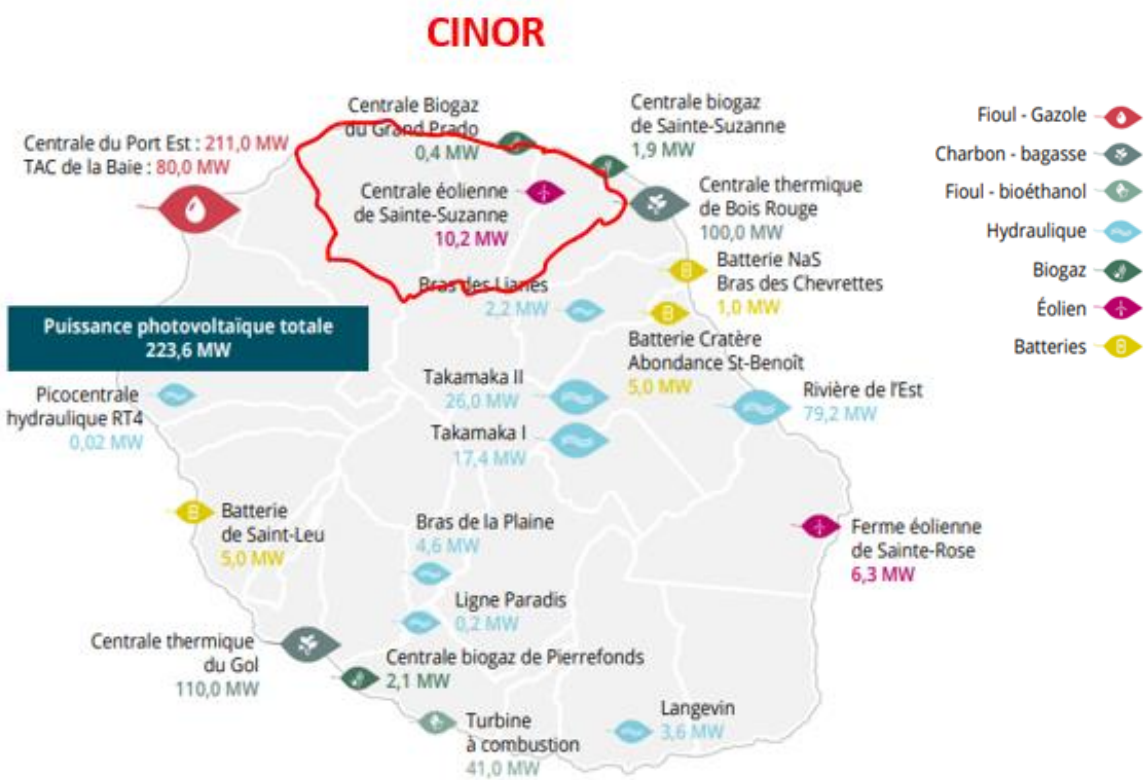 CINOR
Centrale Biogaz
du Grand Prado
0,4 MW
Centrale biogaz
de Sainte-Suzanne
1,9 MW
Centrale du Port Est : 211,0 MW
TAC de la Baie : 80,0 MW
Centrale éolienne
de Sainte-Suzanne
10,2 MW
Centrale thermique
de Bois Rouge
100,0 MW
Fioul - Gazole
Charbon - bagasse
Fioul - bioéthanol
Hydraulique
Biogaz
Éolien
Batteries
Bras des Lianes
2,2 MW
Batterie NaS
Bras des Chevrettes
1,0 MW
Puissance photovoltaïque totale
223,6 MW
Batterie Cratère
Abondance St-Benoît
5,0 MW
Picocentrale
hydraulique RT4
0,02 MW
Takamaka II
26,0 MW
Rivière de l'Est
79,2 MW
Takamaka I
17,4 MW
Batterie
de Saint-Leu
5,0 MW
Bras de la Plaine
4,6 MW
Ferme éolienne
de Sainte-Rose
6,3 MW
Ligne Paradis
0,2 MW
Centrale thermique
du Gol
110,0 MW
Centrale biogaz de Pierrefonds
2,1 MW
Turbine
à combustion
41,0 MW
Langevin
3,6 MW